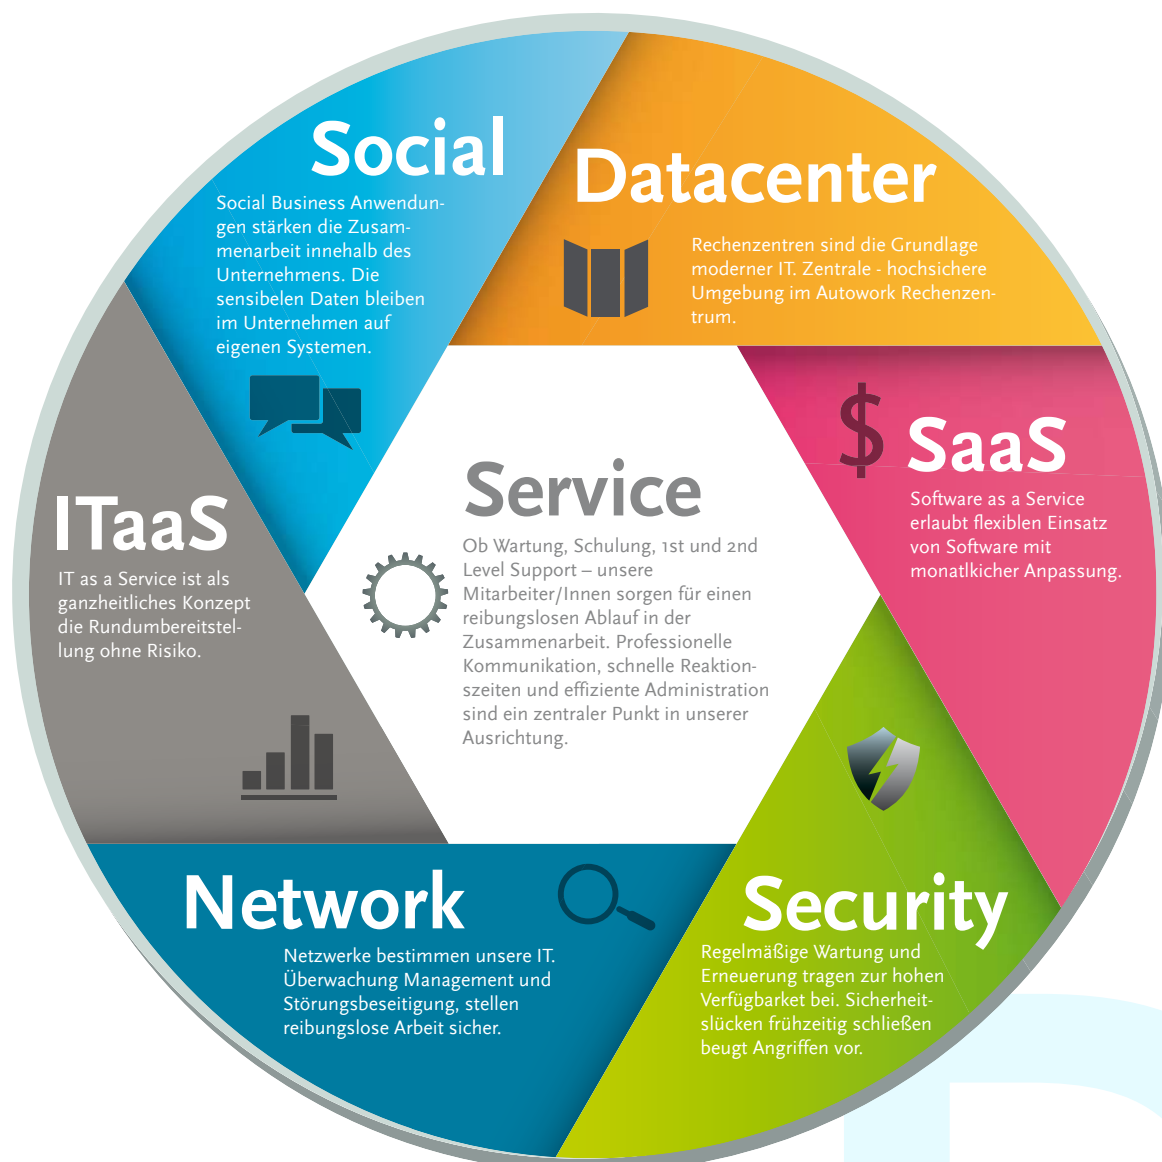 Social
Social Business Anwendun-
gen stärken die Zusam-
menarbeit innehalb des
Unternehmens. Die
sensibelen Daten bleiben
im Unternehmen auf
eigenen Systemen.
Datacenter
Rechenzentren sind die Grundlage
moderner IT. Zentrale - hochsichere
Umgebung im Autowork Rechenzen-
trum.
$
SaaS
Software as a Service
erlaubt flexiblen Einsatz
von Software mit
monatlkicher Anpassung.
ITaaS
IT as a Service ist als
ganzheitliches Konzept
die Rundumbereitstel-
lung ohne Risiko.
Service
Ob Wartung, Schulung, 1st und 2nd
Level Support – unsere
Mitarbeiter/Innen sorgen für einen
reibungslosen Ablauf in der
Zusammenarbeit. Professionelle
Kommunikation, schnelle Reaktion-
szeiten und effiziente Administration
sind ein zentraler Punkt in unserer
Ausrichtung.
Network
Netzwerke bestimmen unsere IT.
Überwachung Management und
Störungsbeseitigung, stellen
reibungslose Arbeit sicher.
Security
Regelmäßige Wartung und
Erneuerung tragen zur hohen
Verfügbarket bei. Sicherheit-
slücken frühzeitig schließen
beugt Angriffen vor.